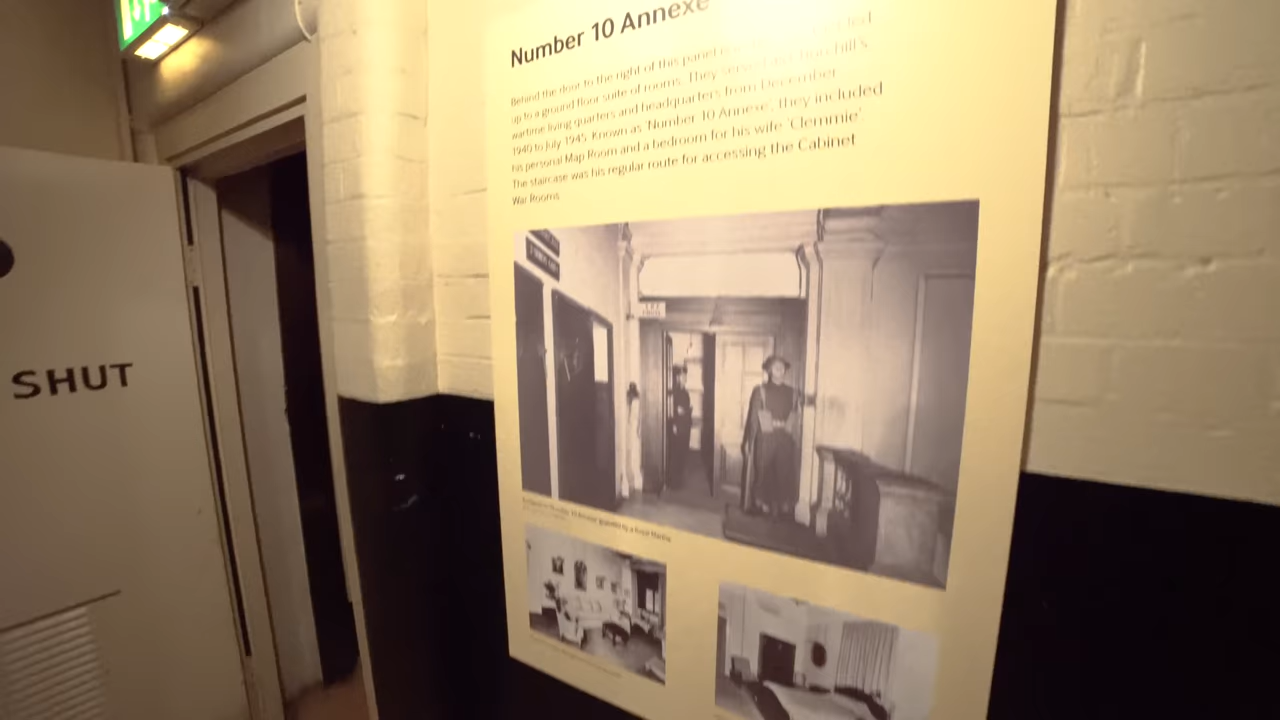 Number 10 Annexe
Behind the door to the right of this panel
up to a ground floor suite of rooms. They
wartime living quarters and headquarters from December
1940 to July 1945. Known as 'Number 10 Annexe', they included
his personal Map Room and a bedroom for his wife 'Clemmie'.
The staircase was his regular route for accessing the Cabinet
War Rooms.
SHUT